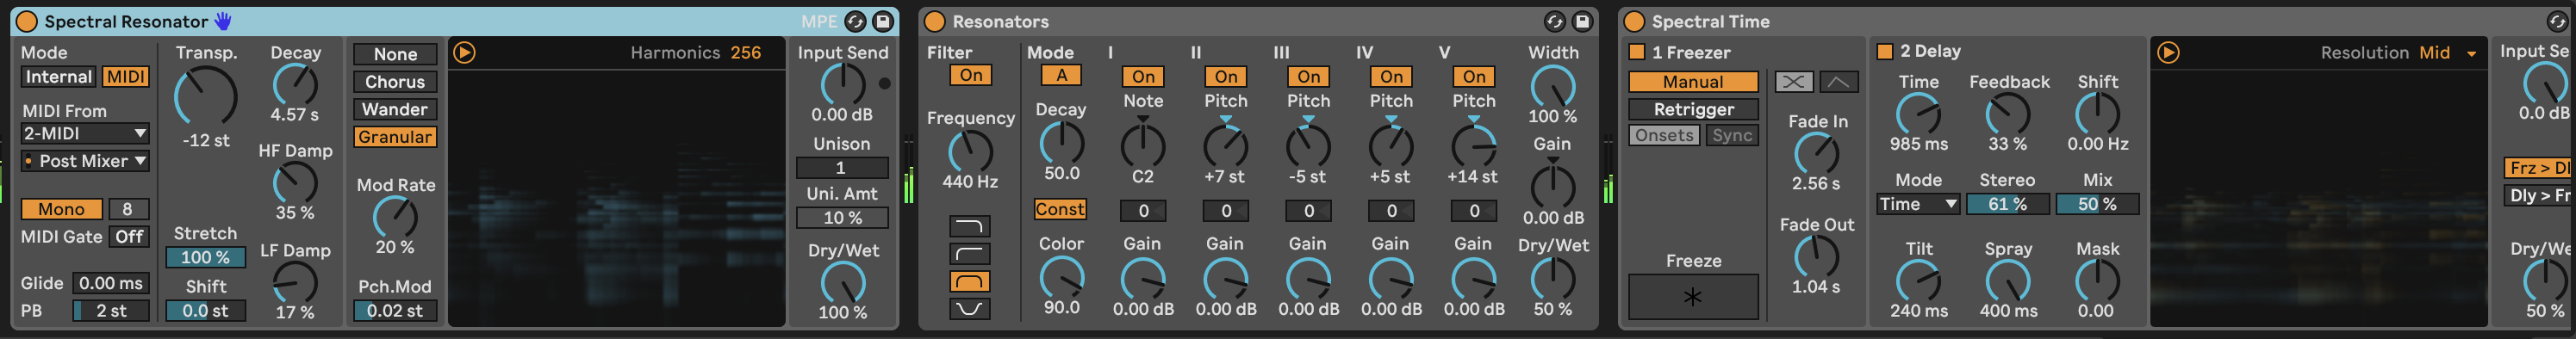 Spectral Resonator
MPE
Mode
Internal MIDI
MIDI From
2-MIDI
Post Mixer
Mono 8
MIDI Gate Off
Glide 0.00 ms
PB 2 st
Transp.
-12 st
Stretch
100 %
Shift
0.0 st
Decay
4.57 s
HF Damp
35 %
LF Damp
17 %
None
Chorus
Wander
Granular
Mod Rate
20 %
Pch.Mod
0.02 st
Harmonics 256
Input Send
0.00 dB
Unison
1
Uni. Amt
10 %
Dry/Wet
100 %
Resonators
Filter
On
Frequency
440 Hz
Mode
A
Decay
50.0
Const
Color
90.0
I
On
Note
C2
0
Gain
0.00 dB
II
On
Pitch
+7 st
0
Gain
0.00 dB
III
On
Pitch
-5 st
0
Gain
0.00 dB
IV
On
Pitch
+5 st
0
Gain
0.00 dB
V
On
Pitch
+14 st
0
Gain
0.00 dB
Width
100 %
Gain
0.00 dB
Dry/Wet
50 %
Spectral Time
1 Freezer
Manual
Retrigger
Onsets Sync
Freeze
Fade In
2.56 s
Fade Out
1.04 s
2 Delay
Time
985 ms
Feedback
33 %
Shift
0.00 Hz
Mode
Time
Stereo
61 %
Mix
50 %
Tilt
240 ms
Spray
400 ms
Mask
0.00
Resolution Mid
Input Se
0.0 dB
Frz > Dl
Dly > Fr
Dry/We
50 %